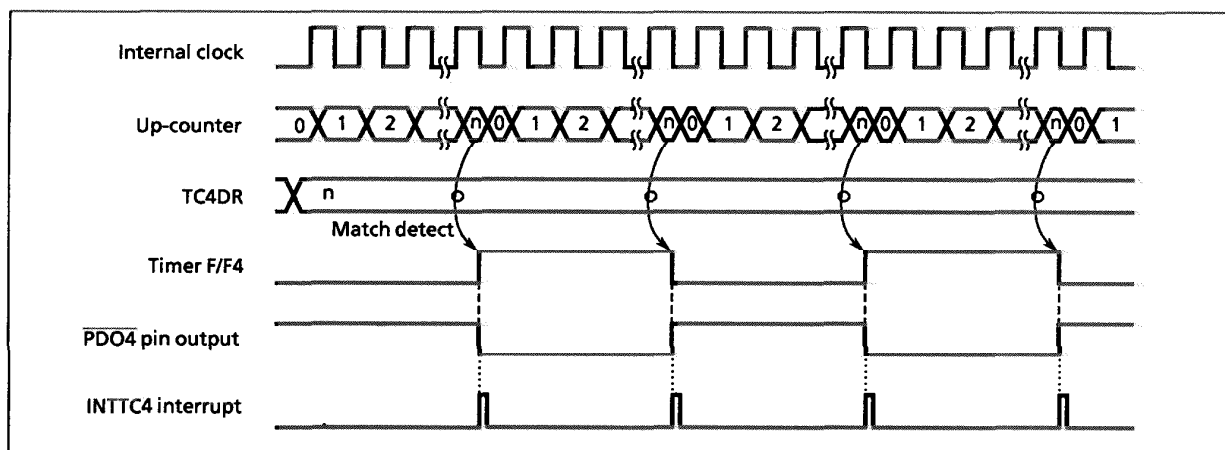 Internal clock
Up-counter 0 1 2 n 0 1 2 n 0 1 2 n 0 1 2 n 0 1
TC4DR n
Match detect
Timer F/F4
PDO4 pin output
INTTC4 interrupt